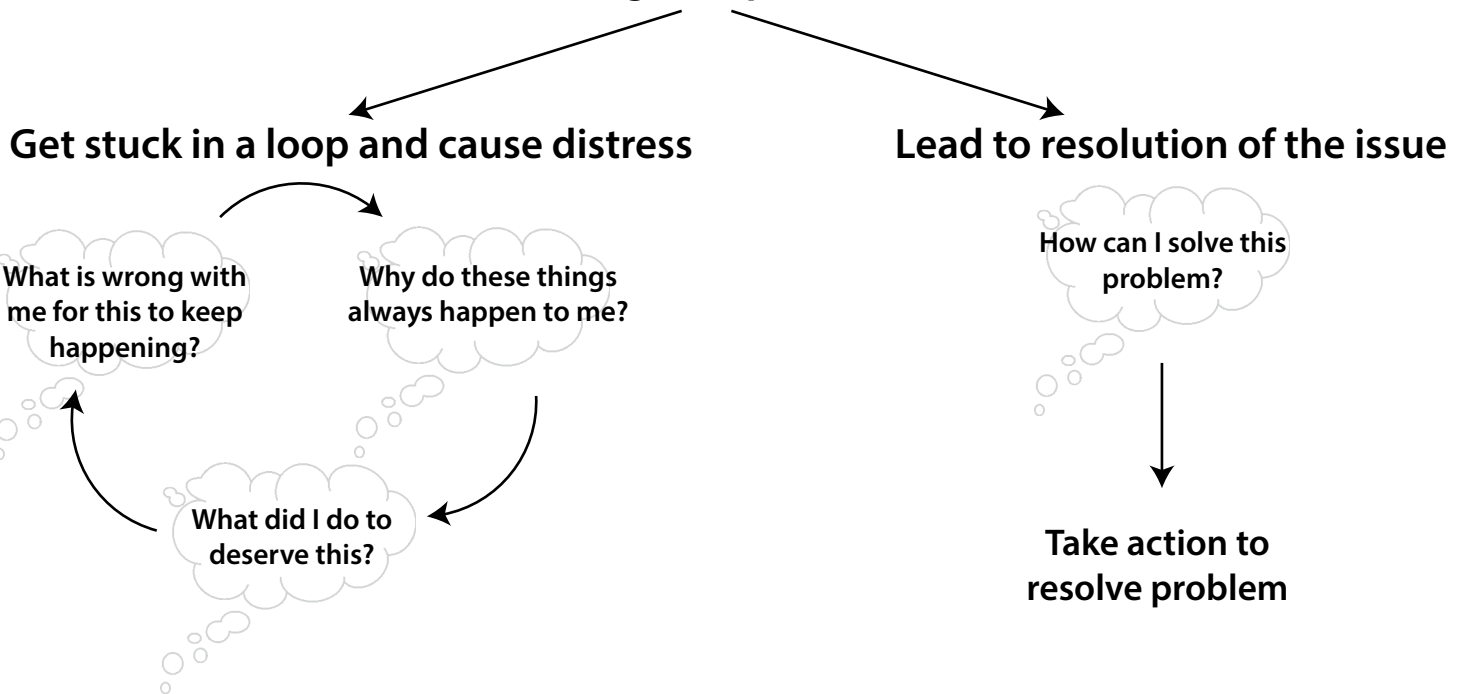 Get stuck in a loop and cause distress
Lead to resolution of the issue
What is wrong with
me for this to keep
happening?
Why do these things
always happen to me?
What did I do to
deserve this?
How can I solve this
problem?
Take action to
resolve problem